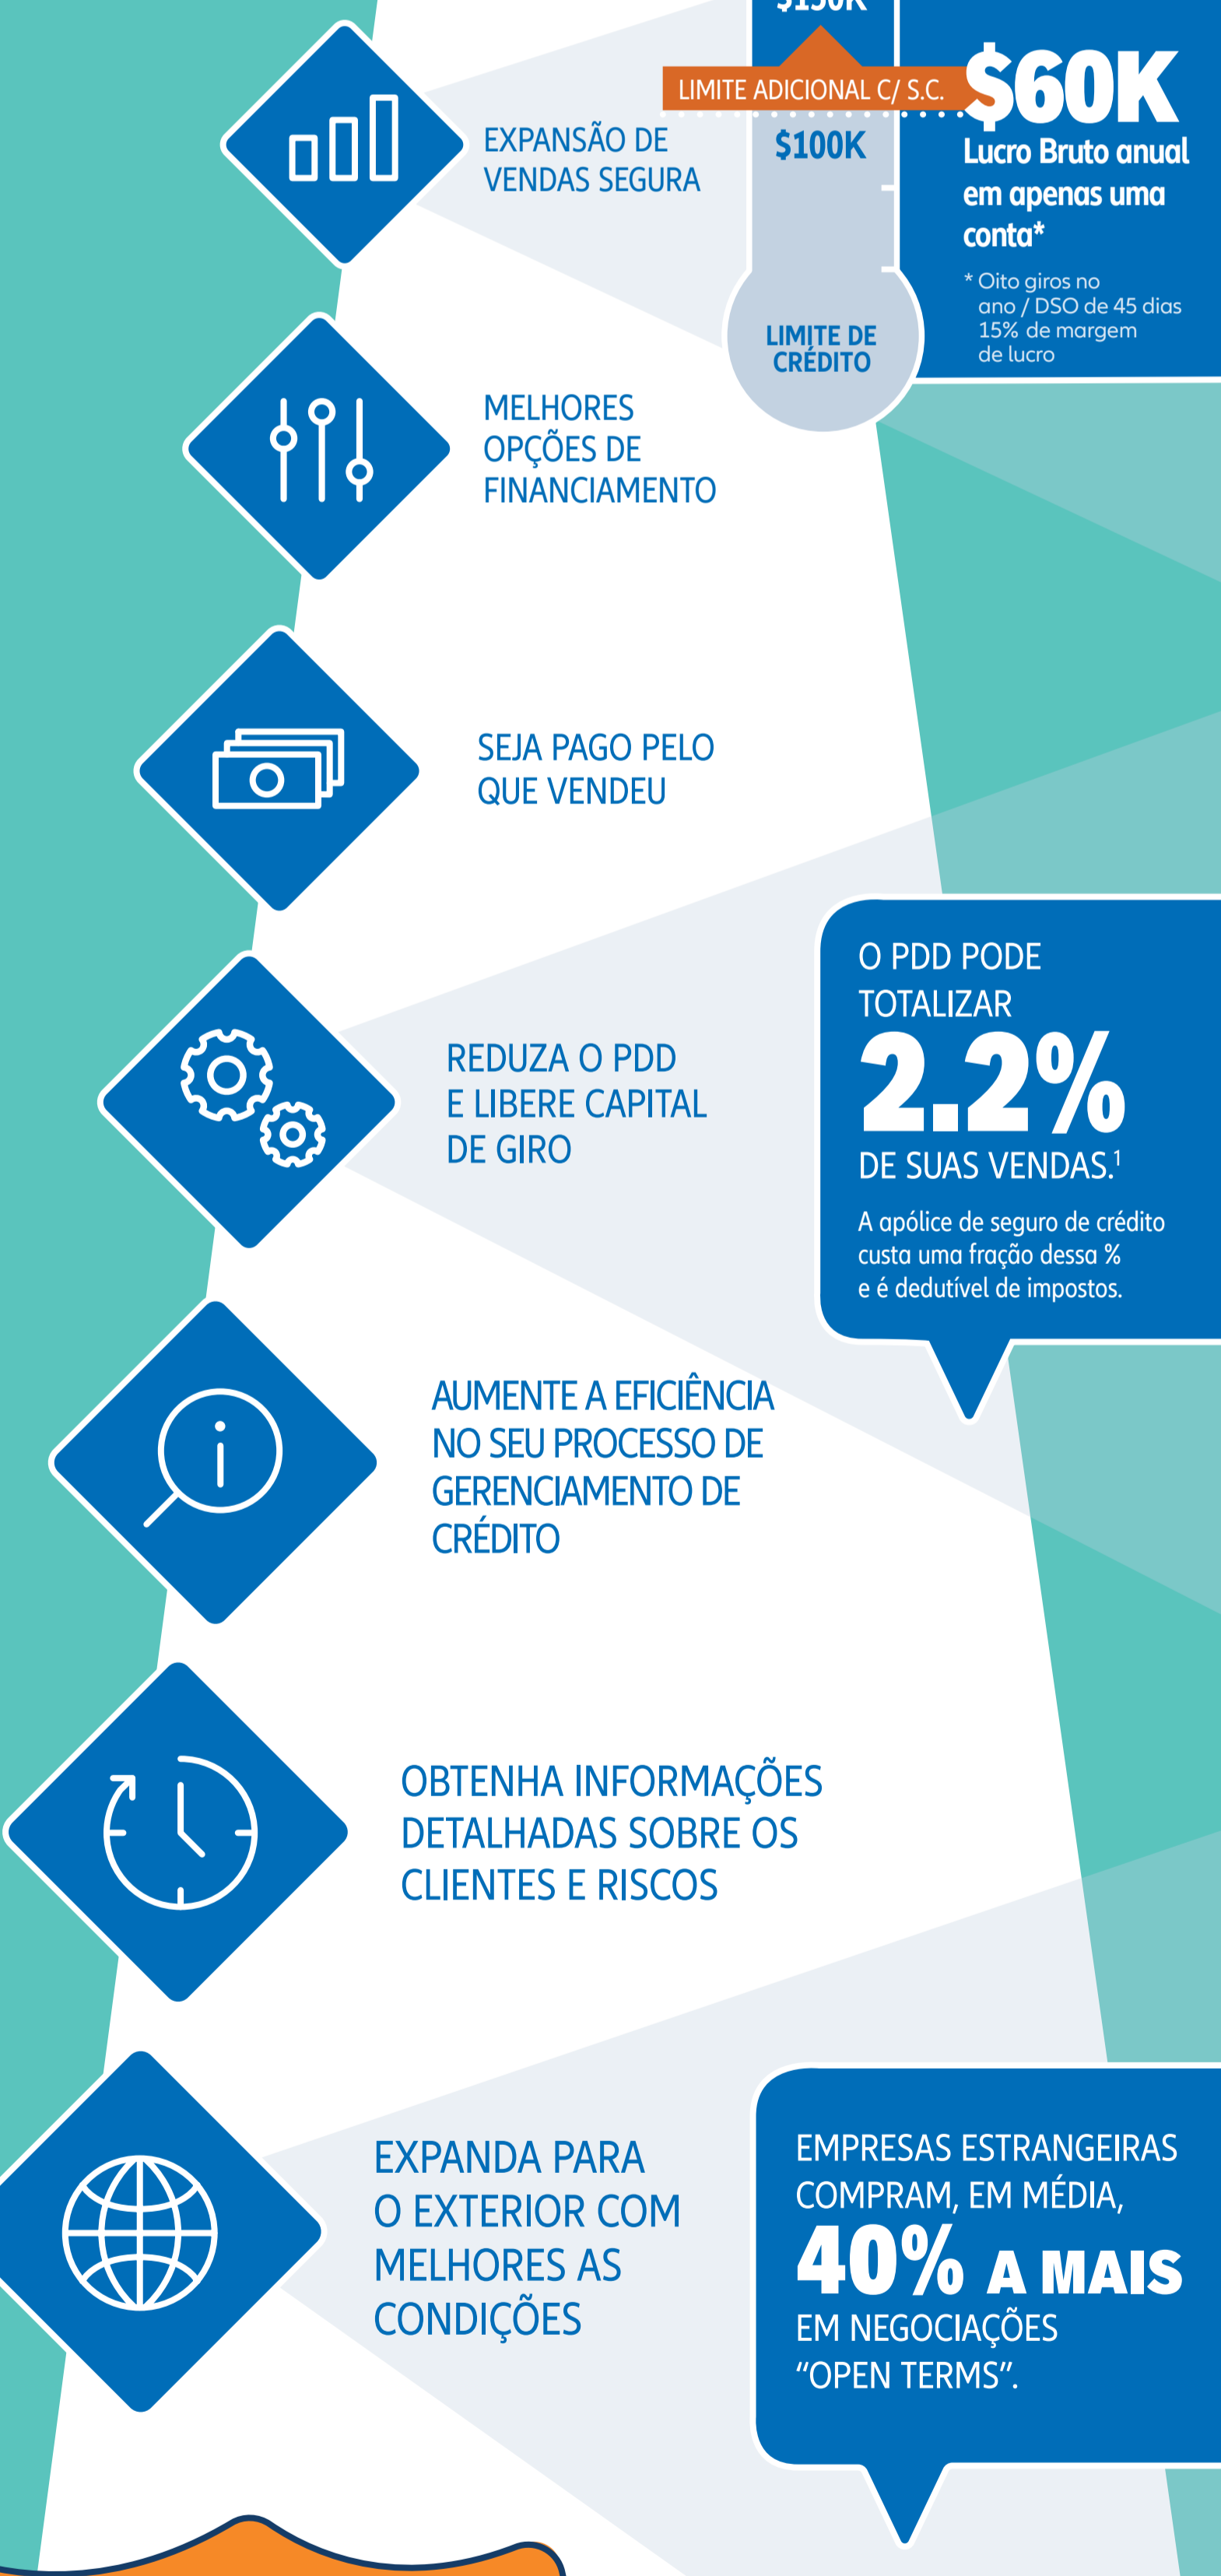 $150K
LIMITE ADICIONAL C/ S.C.
$100K
LIMITE DE
CRÉDITO
$60K
Lucro Bruto anual
em apenas uma
conta*
* Oito giros no
ano / DSO de 45 dias
15% de margem
de lucro
EXPANSÃO DE
VENDAS SEGURA
MELHORES
OPÇÕES DE
FINANCIAMENTO
SEJA PAGO PELO
QUE VENDEU
REDUZA O PDD
E LIBERE CAPITAL
DE GIRO
O PDD PODE
TOTALIZAR
2.2%
DE SUAS VENDAS.¹
A apólice de seguro de crédito
custa uma fração dessa %
e é dedutível de impostos.
AUMENTE A EFICIÊNCIA
NO SEU PROCESSO DE
GERENCIAMENTO DE
CRÉDITO
OBTENHA INFORMAÇÕES
DETALHADAS SOBRE OS
CLIENTES E RISCOS
EXPANDA PARA
O EXTERIOR COM
MELHORES AS
CONDIÇÕES
EMPRESAS ESTRANGEIRAS
COMPRAM, EM MÉDIA,
40% A MAIS
EM NEGOCIAÇÕES
“OPEN TERMS”.